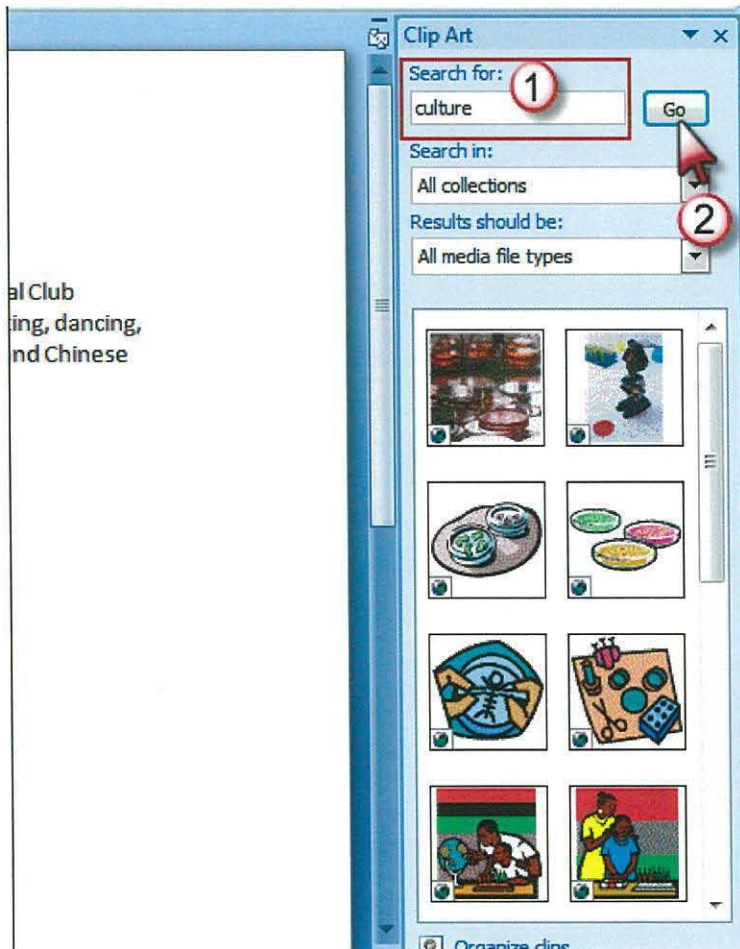 Clip Art
Search for:
1
culture
Go
Search in:
All collections
2
Results should be:
All media file types
al Club
ing, dancing,
nd Chinese
Organize clips